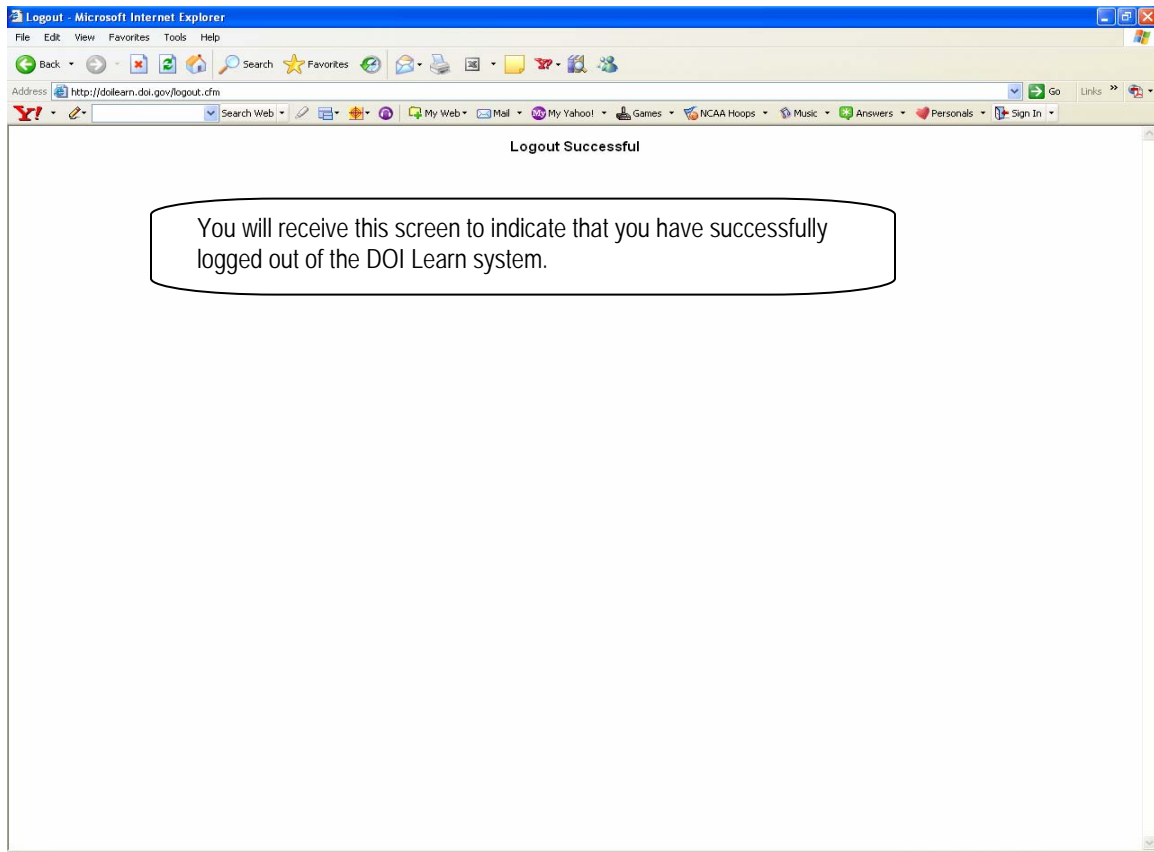 Logout - Microsoft Internet Explorer
File Edit View Favorites Tools Help
Back Search Favorites
Address http://doilearn.doi.gov/logout.cfm Go Links »
Y! Search Web My Web Mail My Yahoo! Games NCAA Hoops Music Answers Personals Sign In
Logout Successful
You will receive this screen to indicate that you have successfully
logged out of the DOI Learn system.